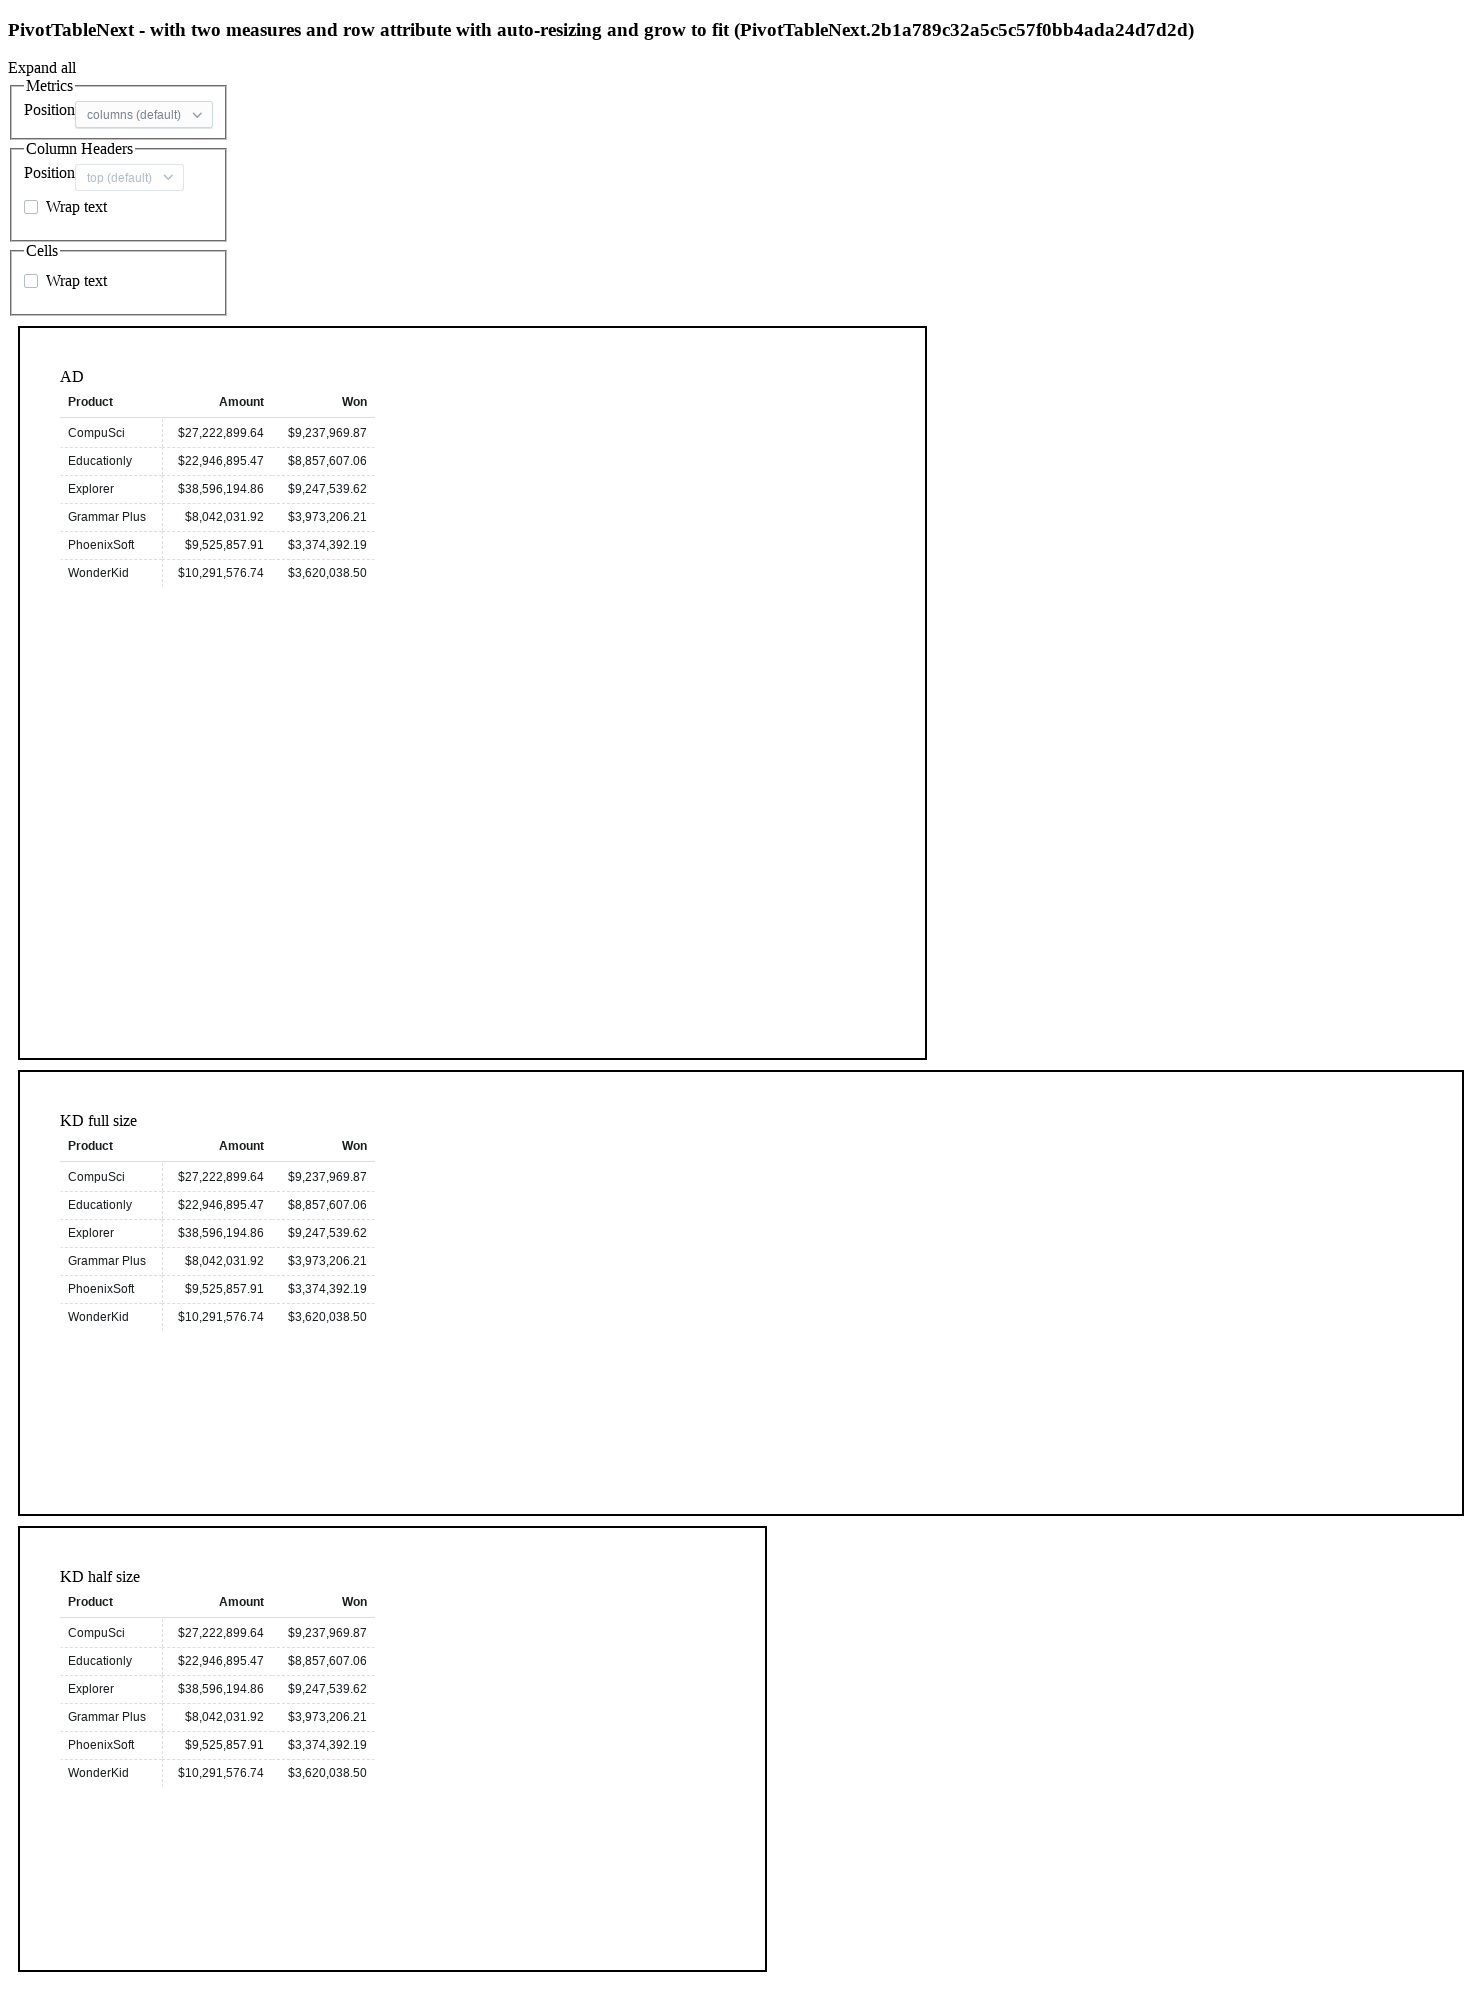 PivotTableNext - with two measures and row attribute with auto-resizing and grow to fit (PivotTableNext.2b1a789c32a5c5c57f0bb4ada24d7d2d)
Expand all
Metrics
Position columns (default)
Column Headers
Position top (default)
Wrap text
Cells
Wrap text
AD
Product Amount Won
CompuSci $27,222,899.64 $9,237,969.87
Educationly $22,946,895.47 $8,857,607.06
Explorer $38,596,194.86 $9,247,539.62
Grammar Plus $8,042,031.92 $3,973,206.21
PhoenixSoft $9,525,857.91 $3,374,392.19
WonderKid $10,291,576.74 $3,620,038.50
KD full size
Product Amount Won
CompuSci $27,222,899.64 $9,237,969.87
Educationly $22,946,895.47 $8,857,607.06
Explorer $38,596,194.86 $9,247,539.62
Grammar Plus $8,042,031.92 $3,973,206.21
PhoenixSoft $9,525,857.91 $3,374,392.19
WonderKid $10,291,576.74 $3,620,038.50
KD half size
Product Amount Won
CompuSci $27,222,899.64 $9,237,969.87
Educationly $22,946,895.47 $8,857,607.06
Explorer $38,596,194.86 $9,247,539.62
Grammar Plus $8,042,031.92 $3,973,206.21
PhoenixSoft $9,525,857.91 $3,374,392.19
WonderKid $10,291,576.74 $3,620,038.50